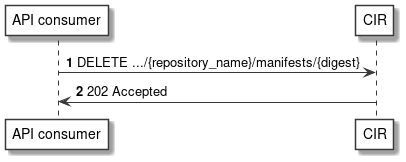 API consumer
CIR
1 DELETE .../{repository_name}/manifests/{digest}
2 202 Accepted
API consumer
CIR